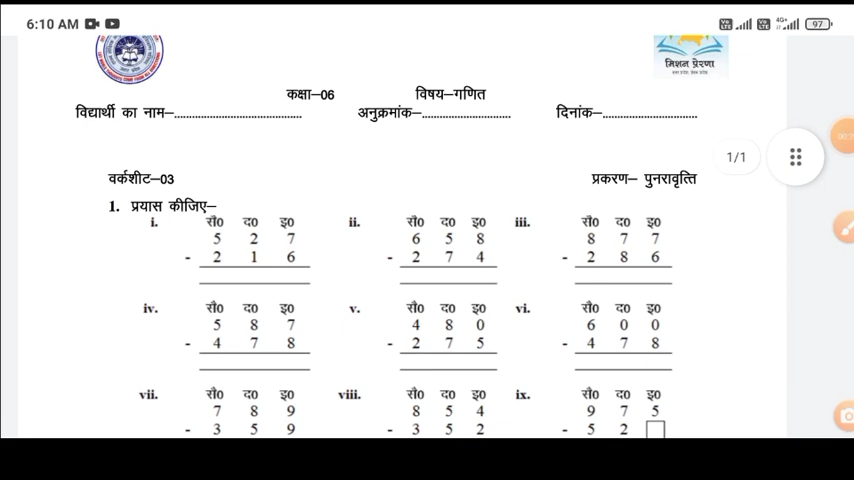 6:10 AM 97
मिशन प्रेरणा
कक्षा–06 विषय–गणित
विद्यार्थी का नाम–........................................... अनुक्रमांक–.............................. दिनांक–................................
1/1
वर्कशीट–03 प्रकरण– पुनरावृत्ति
1. प्रयास कीजिए–
i. सै0 द0 इ0 ii. सै0 द0 इ0 iii. सै0 द0 इ0
5 2 7 6 5 8 8 7 7
- 2 1 6 - 2 7 4 - 2 8 6
iv. सै0 द0 इ0 v. सै0 द0 इ0 vi. सै0 द0 इ0
5 8 7 4 8 0 6 0 0
- 4 7 8 - 2 7 5 - 4 7 8
vii. सै0 द0 इ0 viii. सै0 द0 इ0 ix. सै0 द0 इ0
7 8 9 8 5 4 9 7 5
- 3 5 9 - 3 5 2 - 5 2